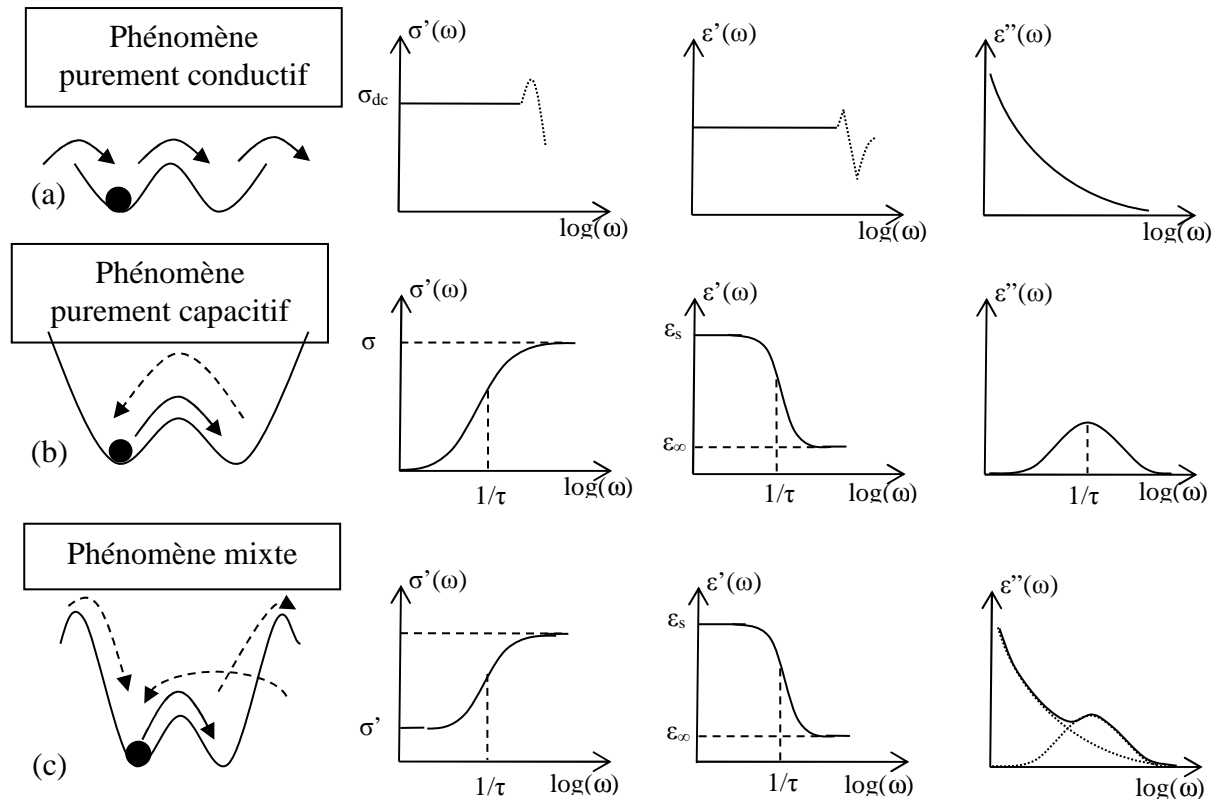 Phénomène
purement conductif
(a)
σ’(ω)
σdc
log(ω)
ε’(ω)
log(ω)
ε’’(ω)
log(ω)
Phénomène
purement capacitif
(b)
σ’(ω)
σ
1/τ
log(ω)
ε’(ω)
εs
ε∞
1/τ
log(ω)
ε’’(ω)
1/τ
log(ω)
Phénomène mixte
(c)
σ’(ω)
σ’
1/τ
log(ω)
ε’(ω)
εs
ε∞
1/τ
log(ω)
ε’’(ω)
log(ω)